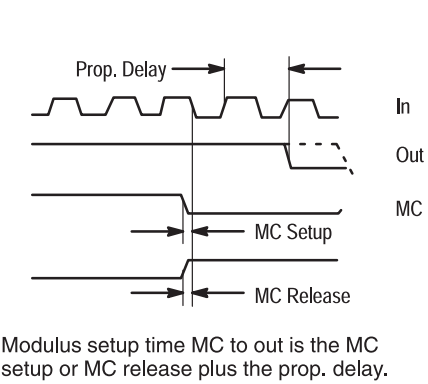 Prop. Delay
In
Out
MC
MC Setup
MC Release
Modulus setup time MC to out is the MC
setup or MC release plus the prop. delay.